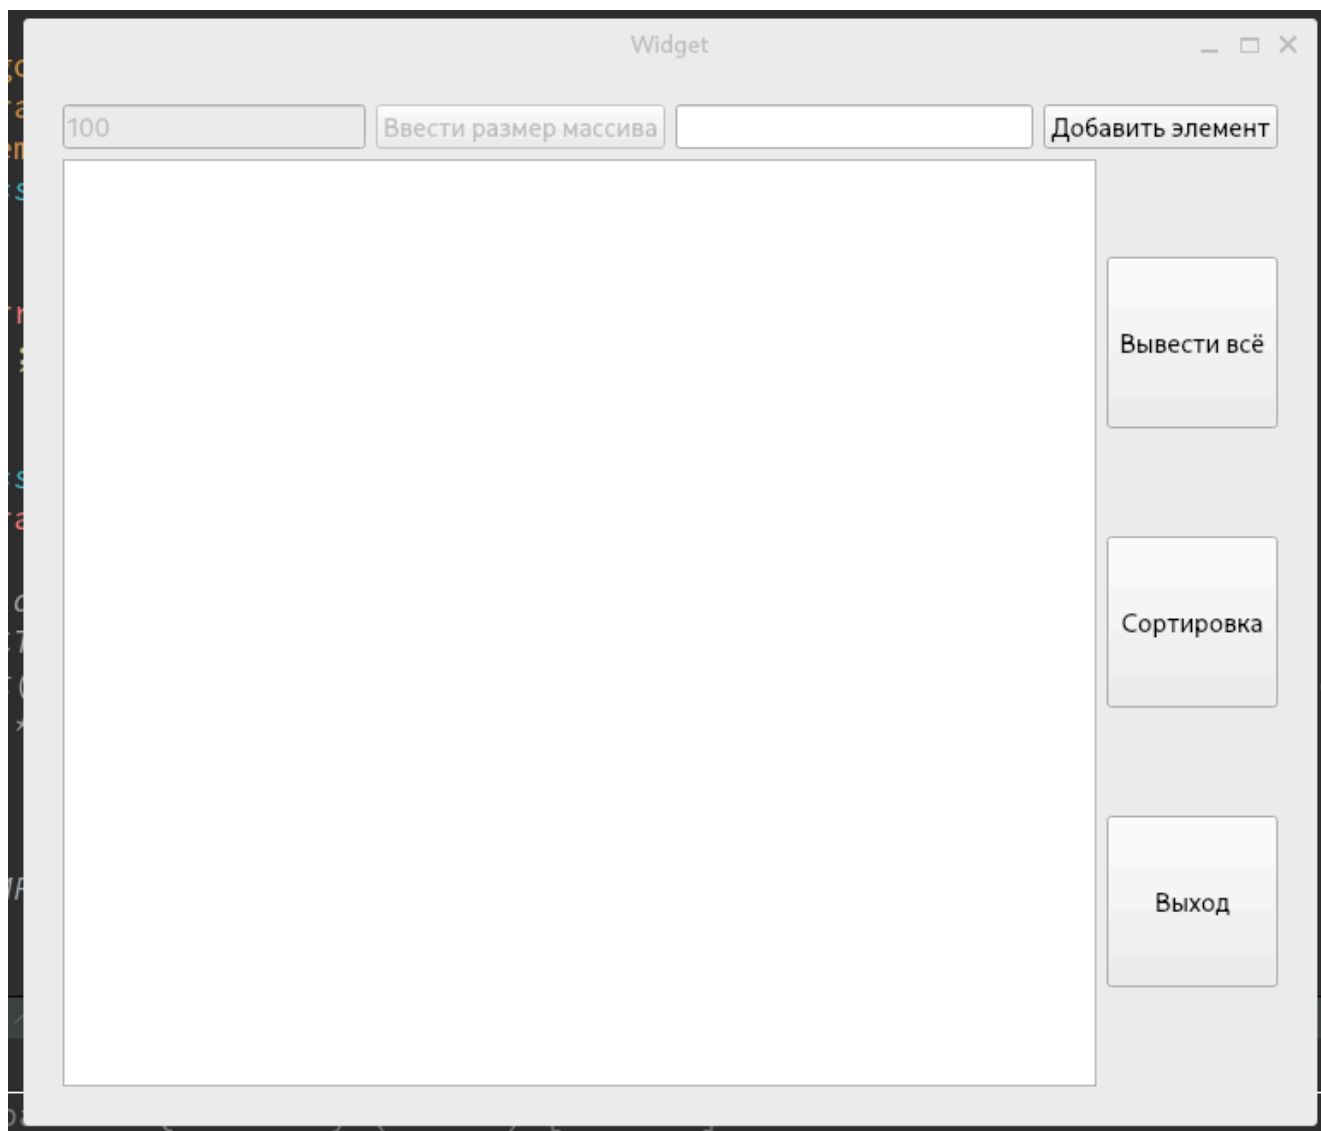 Widget
100
Ввести размер массива
Добавить элемент
Вывести всё
Сортировка
Выход